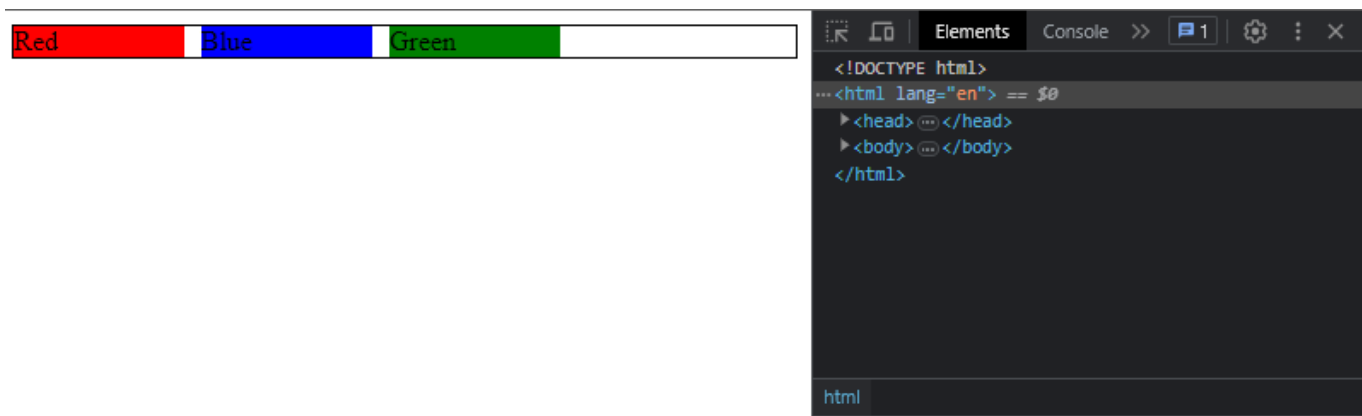 Red Blue Green
Elements Console >> 1
<!DOCTYPE html>
...<html lang="en"> == $0
<head>...</head>
<body>...</body>
</html>
html